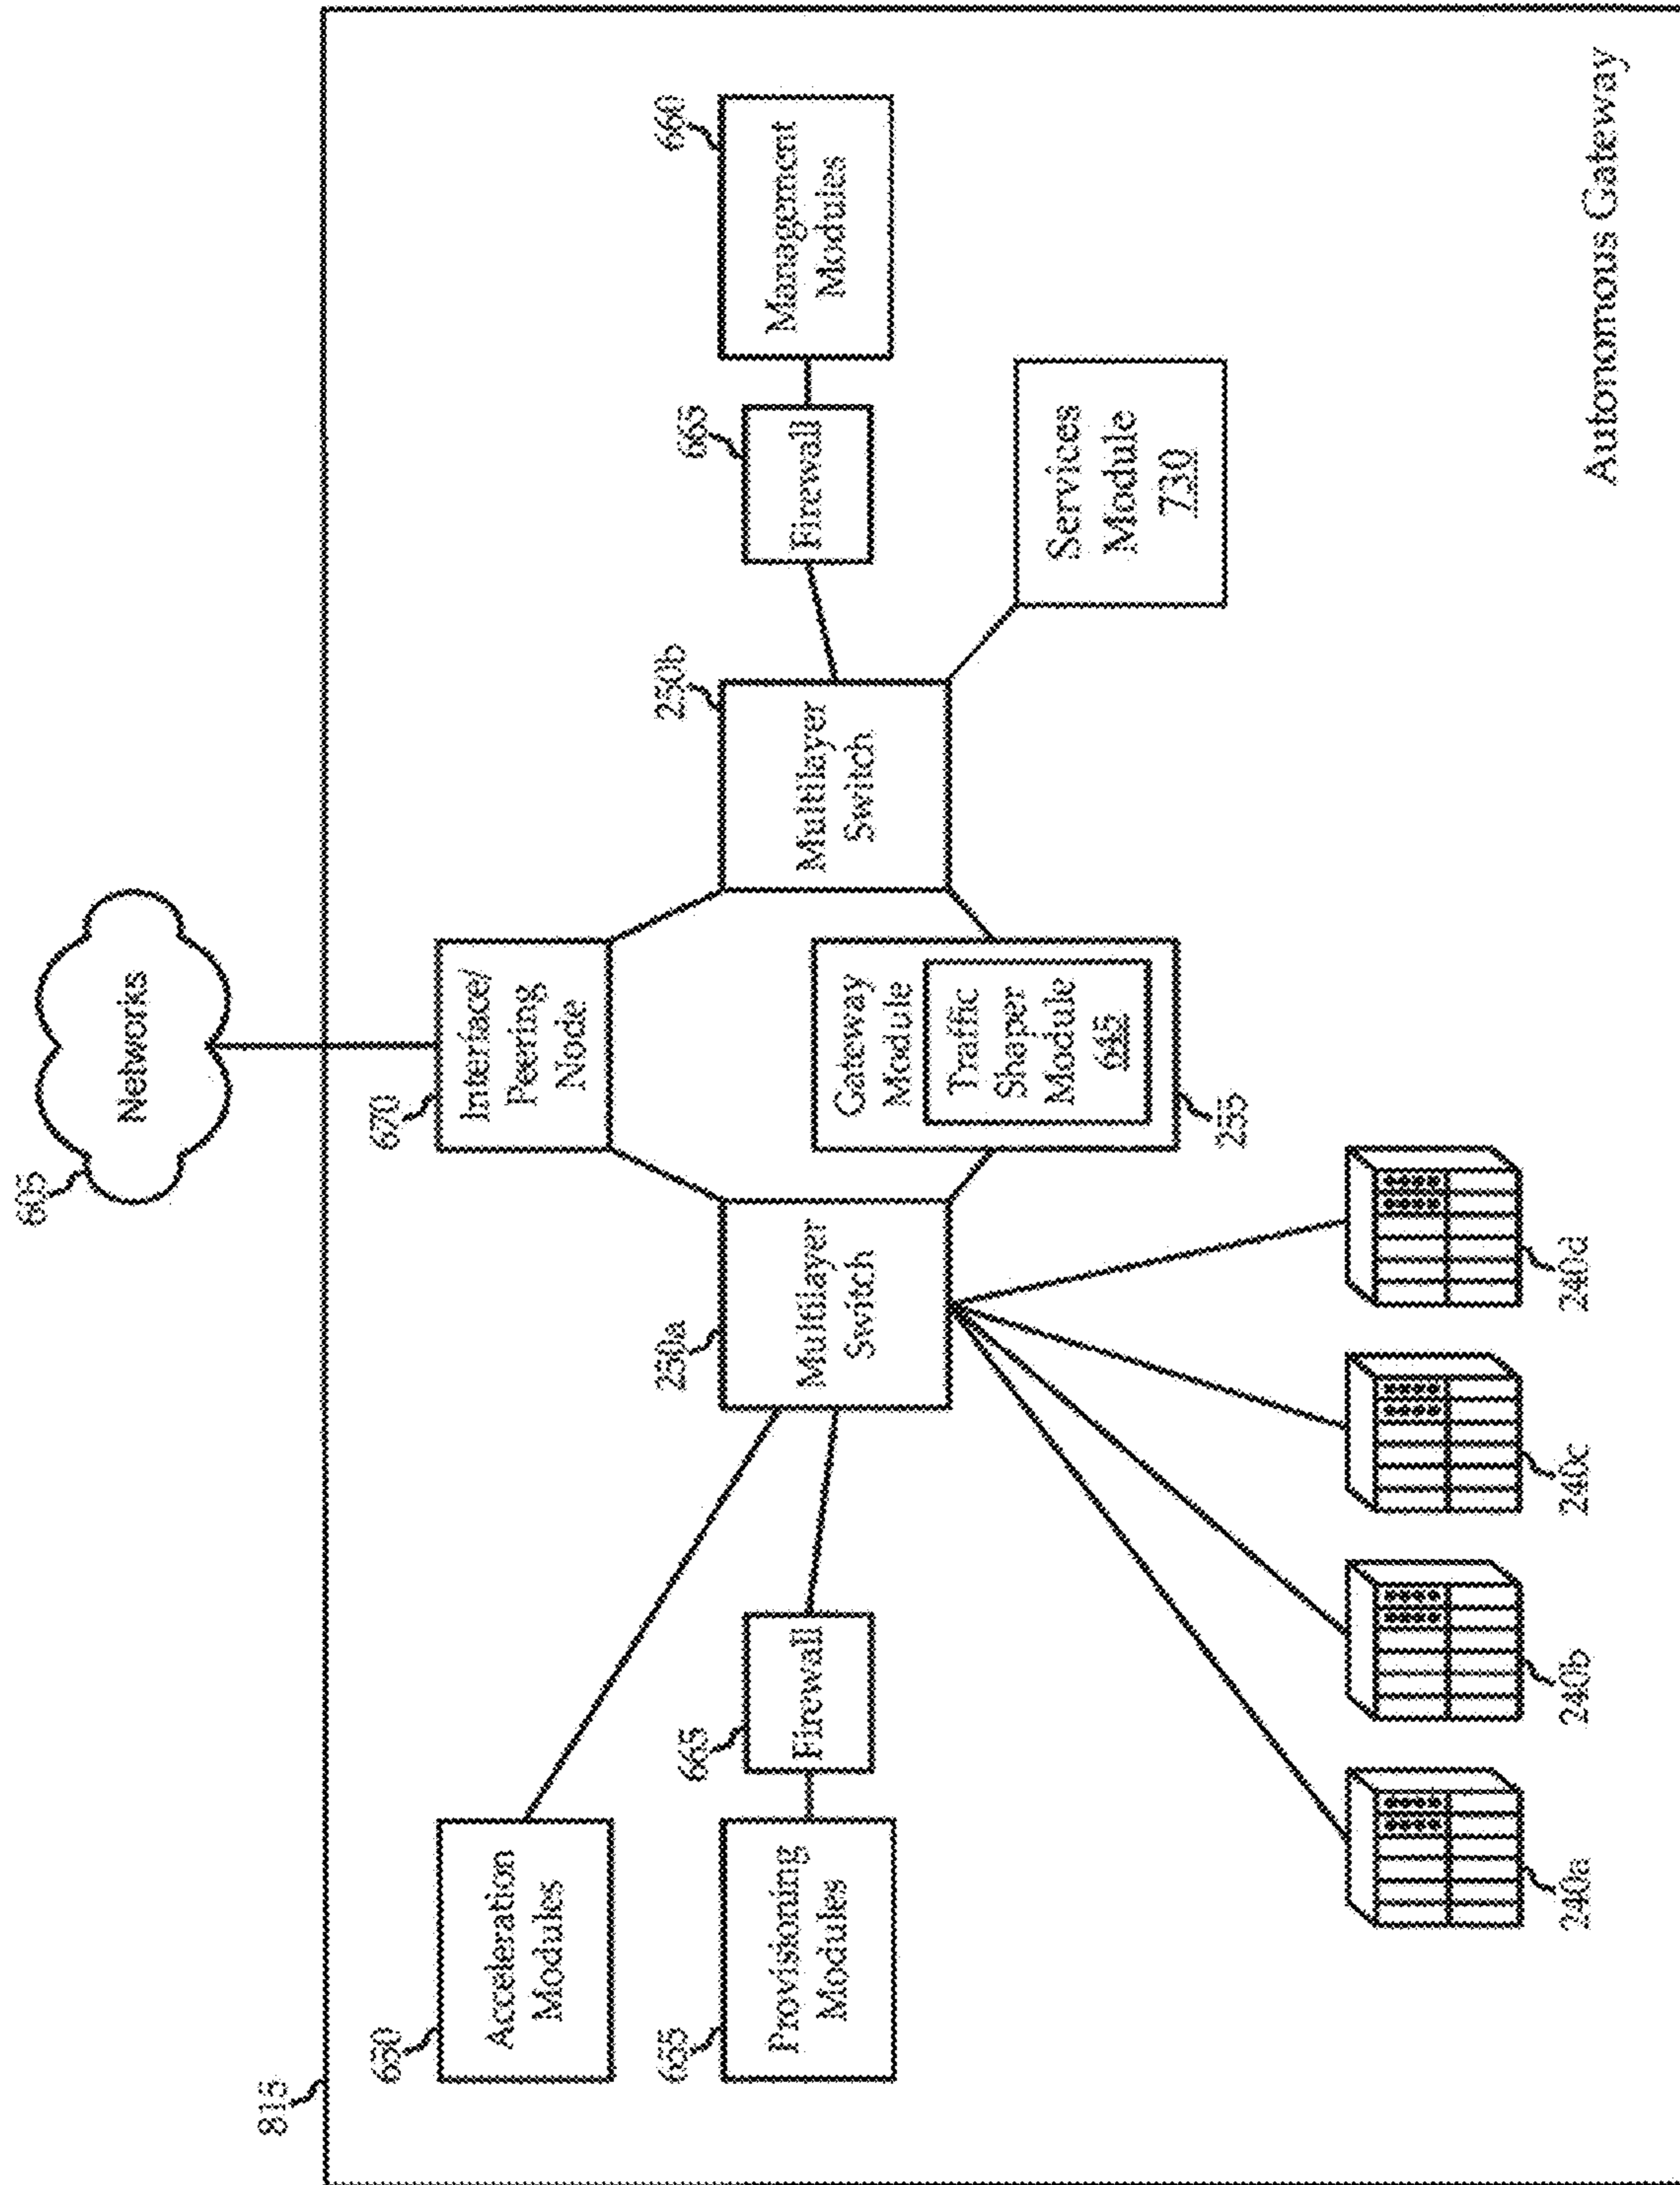 605
Networks
815
670
Interface/
Peering
Node
650
Acceleration
Modules
655
Provisioning
Modules
665
Firewall
250a
Multilayer
Switch
Gateway
Module
Traffic
Shaper
Module
645
255
250b
Multilayer
Switch
665
Firewall
660
Management
Modules
Services
Module
730
240a
240b
240c
240d
Autonomous Gateway